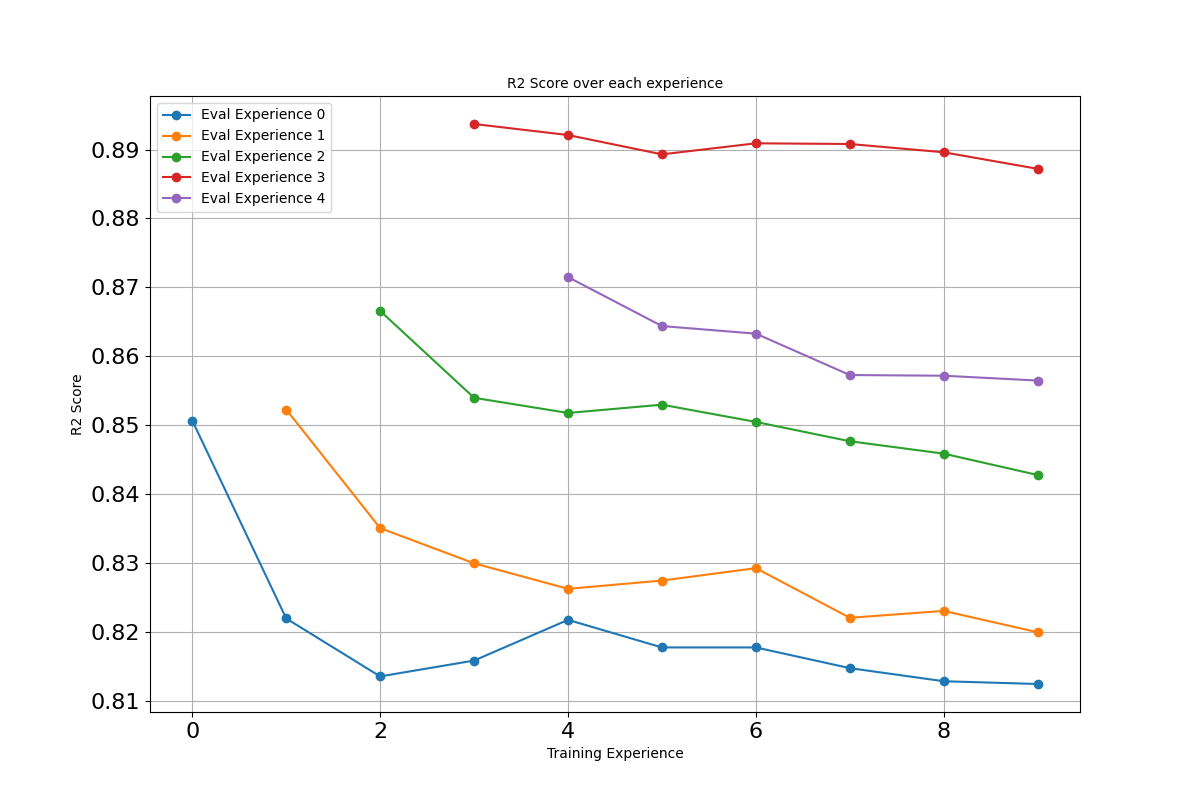 R2 Score over each experience
Eval Experience 0
Eval Experience 1
Eval Experience 2
Eval Experience 3
Eval Experience 4
0.89
0.88
0.87
0.86
0.85
0.84
0.83
0.82
0.81
R2 Score
0 2 4 6 8
Training Experience